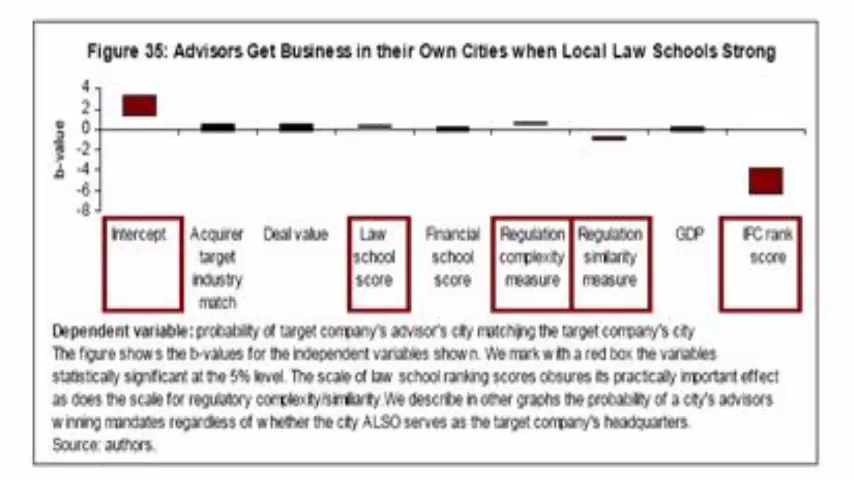 Figure 35: Advisors Get Business in their Own Cities when Local Law Schools Strong
b-value
4
2
0
-2
-4
-6
-8
Intercept
Acquirer
target
industry
match
Deal value
Law
school
score
Financial
school
score
Regulation
complexity
measure
Regulation
similarity
measure
GDP
IFC rank
score
Dependent variable: probability of target company's advisor's city matchjing the target company's city
The figure shows the b-values for the independent variables shown. We mark with a red box the variables
statistically significant at the 5% level. The scale of law school ranking scores obsures its practically important effect
as does the scale for regulatory complexity/similarity. We describe in other graphs the probability of a city's advisors
winning mandates regardless of whether the city ALSO serves as the target company's headquarters.
Source: authors.